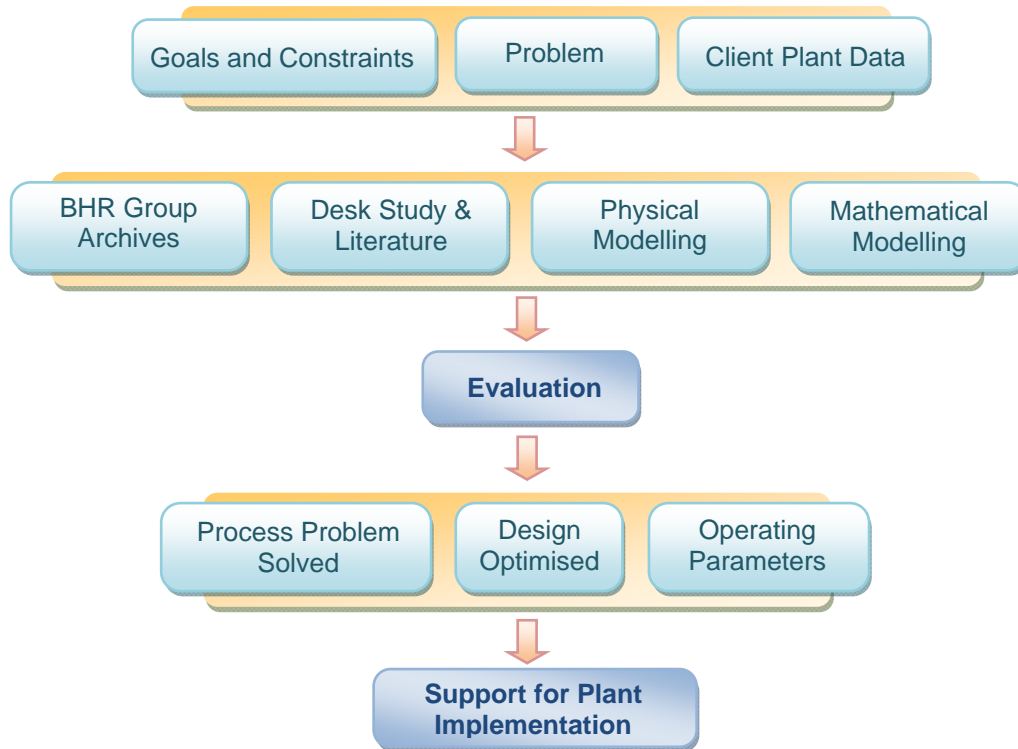 Goals and Constraints
Problem
Client Plant Data
BHR Group
Archives
Desk Study &
Literature
Physical
Modelling
Mathematical
Modelling
Evaluation
Process Problem
Solved
Design
Optimised
Operating
Parameters
Support for Plant
Implementation